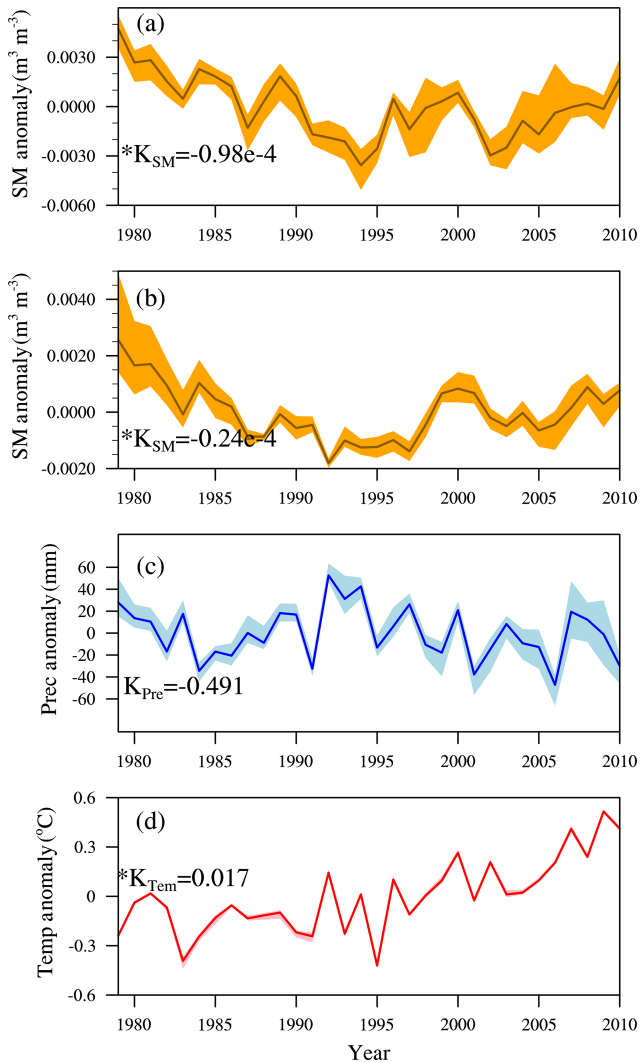 (a)
SM anomaly (m³ m⁻³)
0.0030
0.0000
-0.0030
-0.0060
*K_SM=-0.98e-4
1980 1985 1990 1995 2000 2005 2010
(b)
SM anomaly (m³ m⁻³)
0.0040
0.0020
0.0000
-0.0020
*K_SM=-0.24e-4
1980 1985 1990 1995 2000 2005 2010
(c)
Prec anomaly (mm)
60
40
20
0
-20
-40
-60
K_Pre=-0.491
1980 1985 1990 1995 2000 2005 2010
(d)
Temp anomaly (°C)
0.6
0.3
0
-0.3
-0.6
*K_Tem=0.017
1980 1985 1990 1995 2000 2005 2010
Year